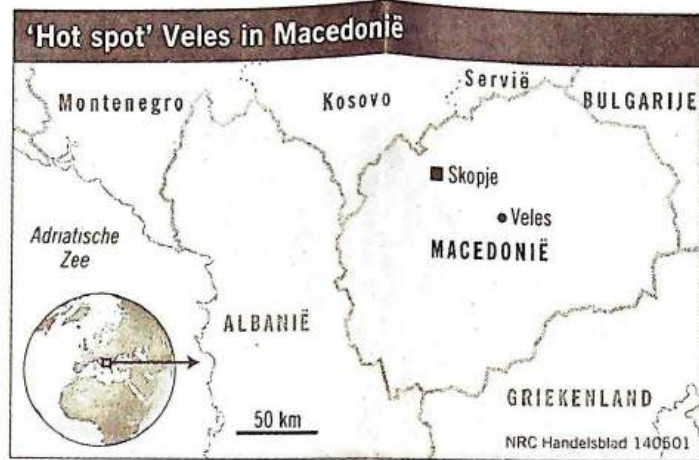 'Hot spot' Veles in Macedonië
Montenegro
Kosovo
Servië
BULGARIJE
Skopje
Veles
MACEDONIË
Adriatische
Zee
ALBANIË
50 km
GRIEKENLAND
NRC Handelsblad 140601